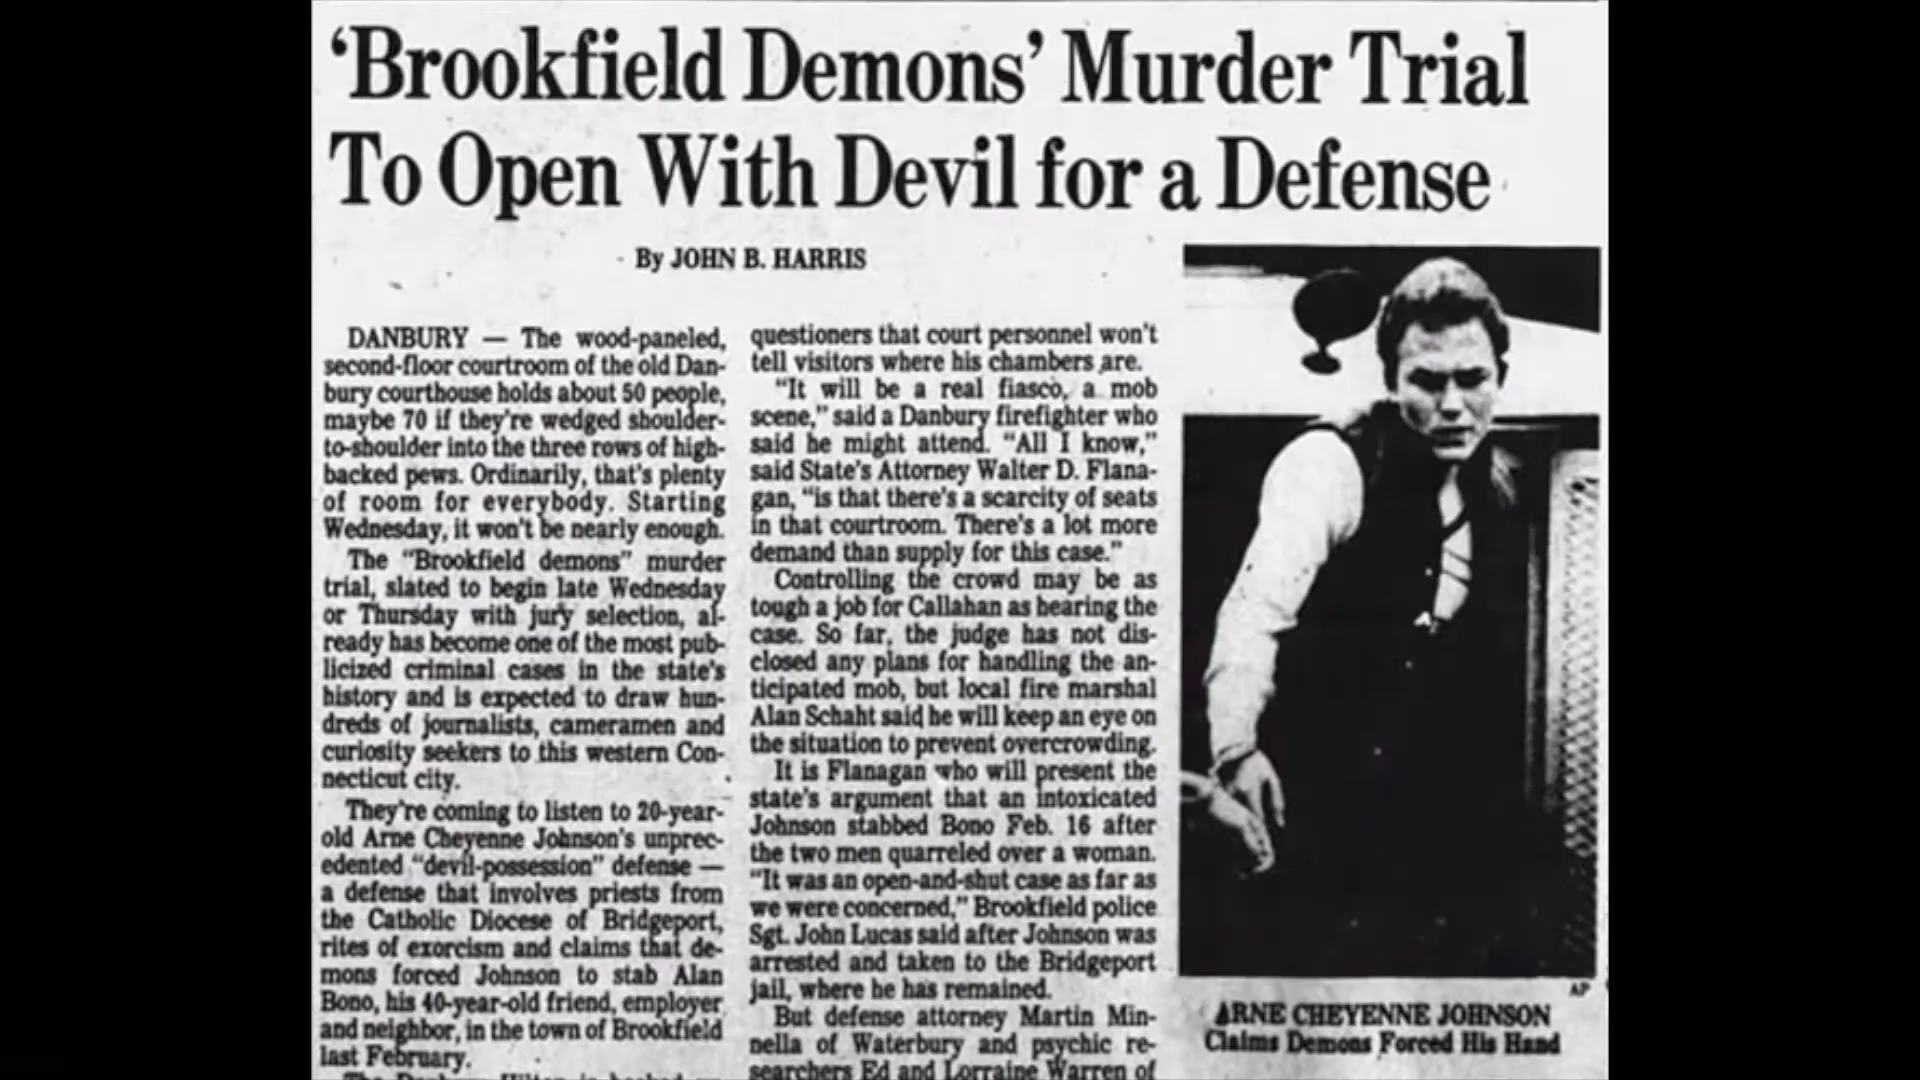 ‘Brookfield Demons’ Murder Trial
To Open With Devil for a Defense
By JOHN B. HARRIS
DANBURY — The wood-paneled,
second-floor courtroom of the old Dan-
bury courthouse holds about 50 people,
maybe 70 if they're wedged shoulder-
to-shoulder into the three rows of high-
backed pews. Ordinarily, that's plenty
of room for everybody. Starting
Wednesday, it won't be nearly enough.
The “Brookfield demons” murder
trial, slated to begin late Wednesday
or Thursday with jury selection, al-
ready has become one of the most pub-
licized criminal cases in the state's
history and is expected to draw hun-
dreds of journalists, cameramen and
curiosity seekers to this western Con-
necticut city.
They're coming to listen to 20-year-
old Arne Cheyenne Johnson's unprec-
edented “devil-possession” defense —
a defense that involves priests from
the Catholic Diocese of Bridgeport,
rites of exorcism and claims that de-
mons forced Johnson to stab Alan
Bono, his 40-year-old friend, employer
and neighbor, in the town of Brookfield
last February.
questioners that court personnel won't
tell visitors where his chambers are.
“It will be a real fiasco, a mob
scene,” said a Danbury firefighter who
said he might attend. “All I know,”
said State's Attorney Walter D. Flana-
gan, “is that there's a scarcity of seats
in that courtroom. There's a lot more
demand than supply for this case.”
Controlling the crowd may be as
tough a job for Callahan as hearing the
case. So far, the judge has not dis-
closed any plans for handling the an-
ticipated mob, but local fire marshal
Alan Schaht said he will keep an eye on
the situation to prevent overcrowding.
It is Flanagan who will present the
state's argument that an intoxicated
Johnson stabbed Bono Feb. 16 after
the two men quarreled over a woman.
“It was an open-and-shut case as far as
we were concerned,” Brookfield police
Sgt. John Lucas said after Johnson was
arrested and taken to the Bridgeport
jail, where he has remained.
But defense attorney Martin Min-
nella of Waterbury and psychic re-
searchers Ed and Lorraine Warren of
AP
ARNE CHEYENNE JOHNSON
Claims Demons Forced His Hand